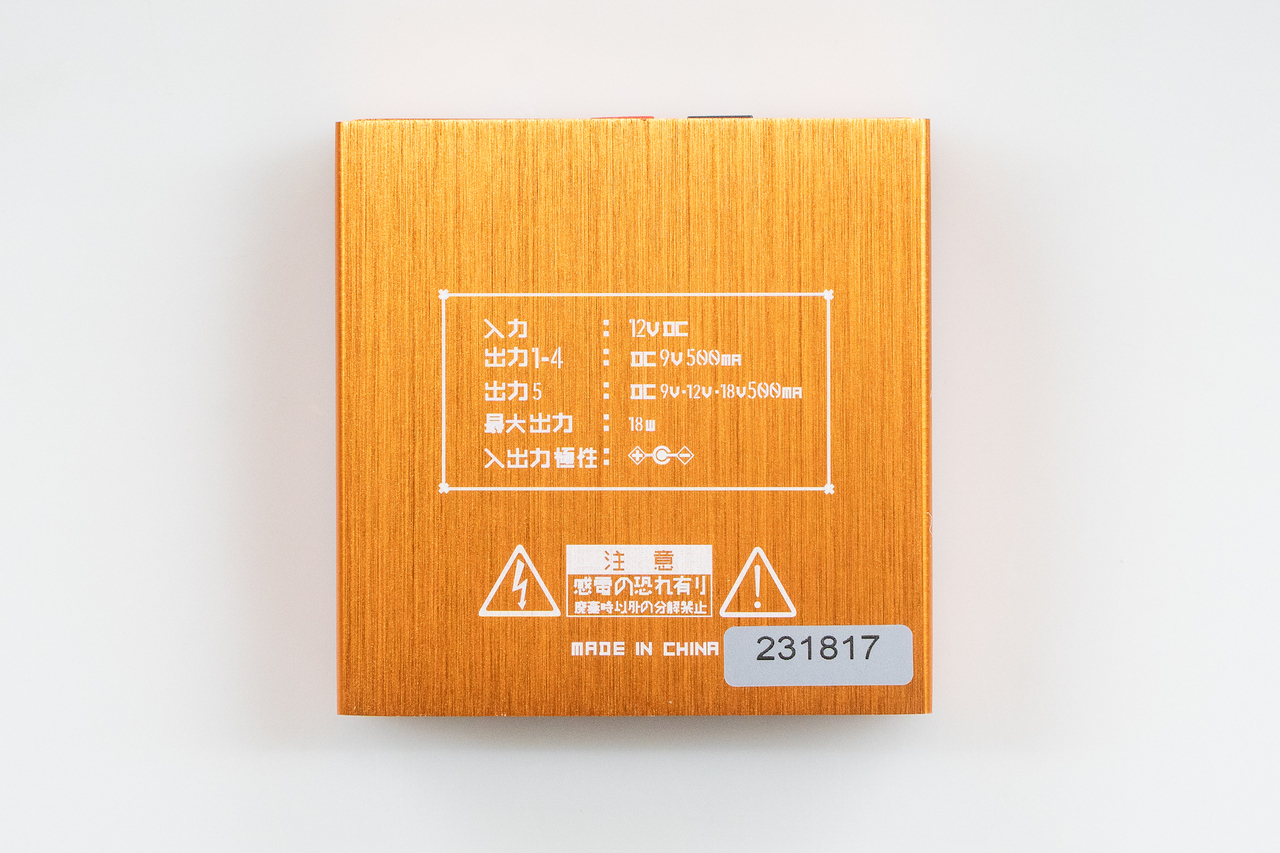 入力 : 12V DC
出力1-4 : DC 9V 500mA
出力5 : DC 9V·12V·18V 500mA
最大出力 : 18W
入出力極性 :
注 意
感電の恐れ有り
廃棄時以外の分解禁止
MADE IN CHINA
231817